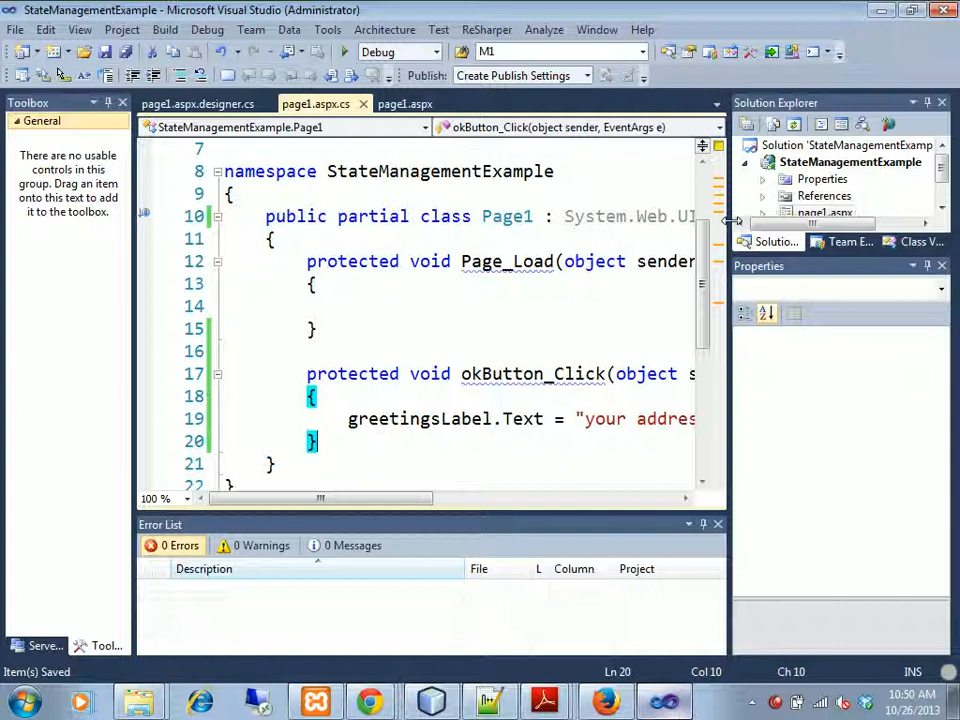 StateManagementExample - Microsoft Visual Studio (Administrator)
File Edit View Project Build Debug Team Data Tools Architecture Test ReSharper Analyze Window Help
Debug M1
Publish: Create Publish Settings
Toolbox
General
There are no usable
controls in this
group. Drag an item
onto this text to add
it to the toolbox.
Serve... Tool...
page1.aspx.designer.cs page1.aspx.cs page1.aspx
StateManagementExample.Page1 okButton_Click(object sender, EventArgs e)
7
8 namespace StateManagementExample
9 {
10 public partial class Page1 : System.Web.UI
11 {
12 protected void Page_Load(object sender
13 {
14
15 }
16
17 protected void okButton_Click(object s
18 {
19 greetingsLabel.Text = "your addres
20 }
21 }
22 }
100 %
Error List
0 Errors 0 Warnings 0 Messages
Description File L Column Project
Solution Explorer
Solution 'StateManagementExamp
StateManagementExample
Properties
References
page1.aspx
Solutio... Team E... Class V...
Properties
Item(s) Saved Ln 20 Col 10 Ch 10 INS
10:50 AM
10/26/2013